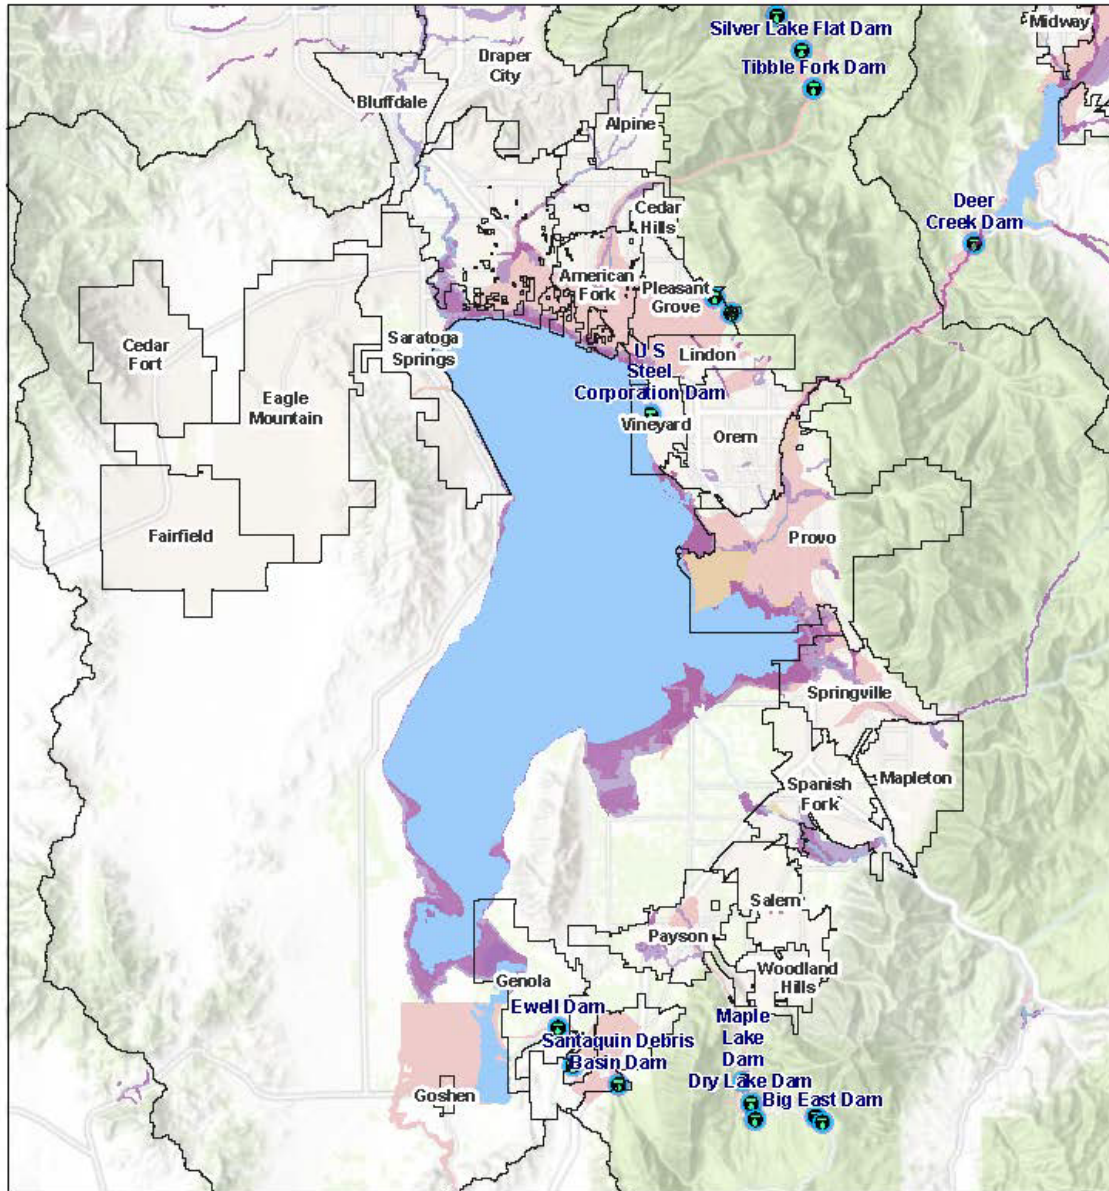 Silver Lake Flat Dam
Midway
Draper
City
Tibble Fork Dam
Bluffdale
Alpine
Cedar
Hills
Deer
Creek Dam
American
Fork
Pleasant
Grove
Saratoga
Springs
Cedar
Fort
Lindon
U S
Steel
Corporation Dam
Eagle
Mountain
Vineyard
Orem
Fairfield
Provo
Springville
Mapleton
Spanish
Fork
Salem
Payson
Woodland
Hills
Genola
Ewell Dam
Maple
Lake
Dam
Santaquin Debris
Basin Dam
Dry Lake Dam
Goshen
Big East Dam